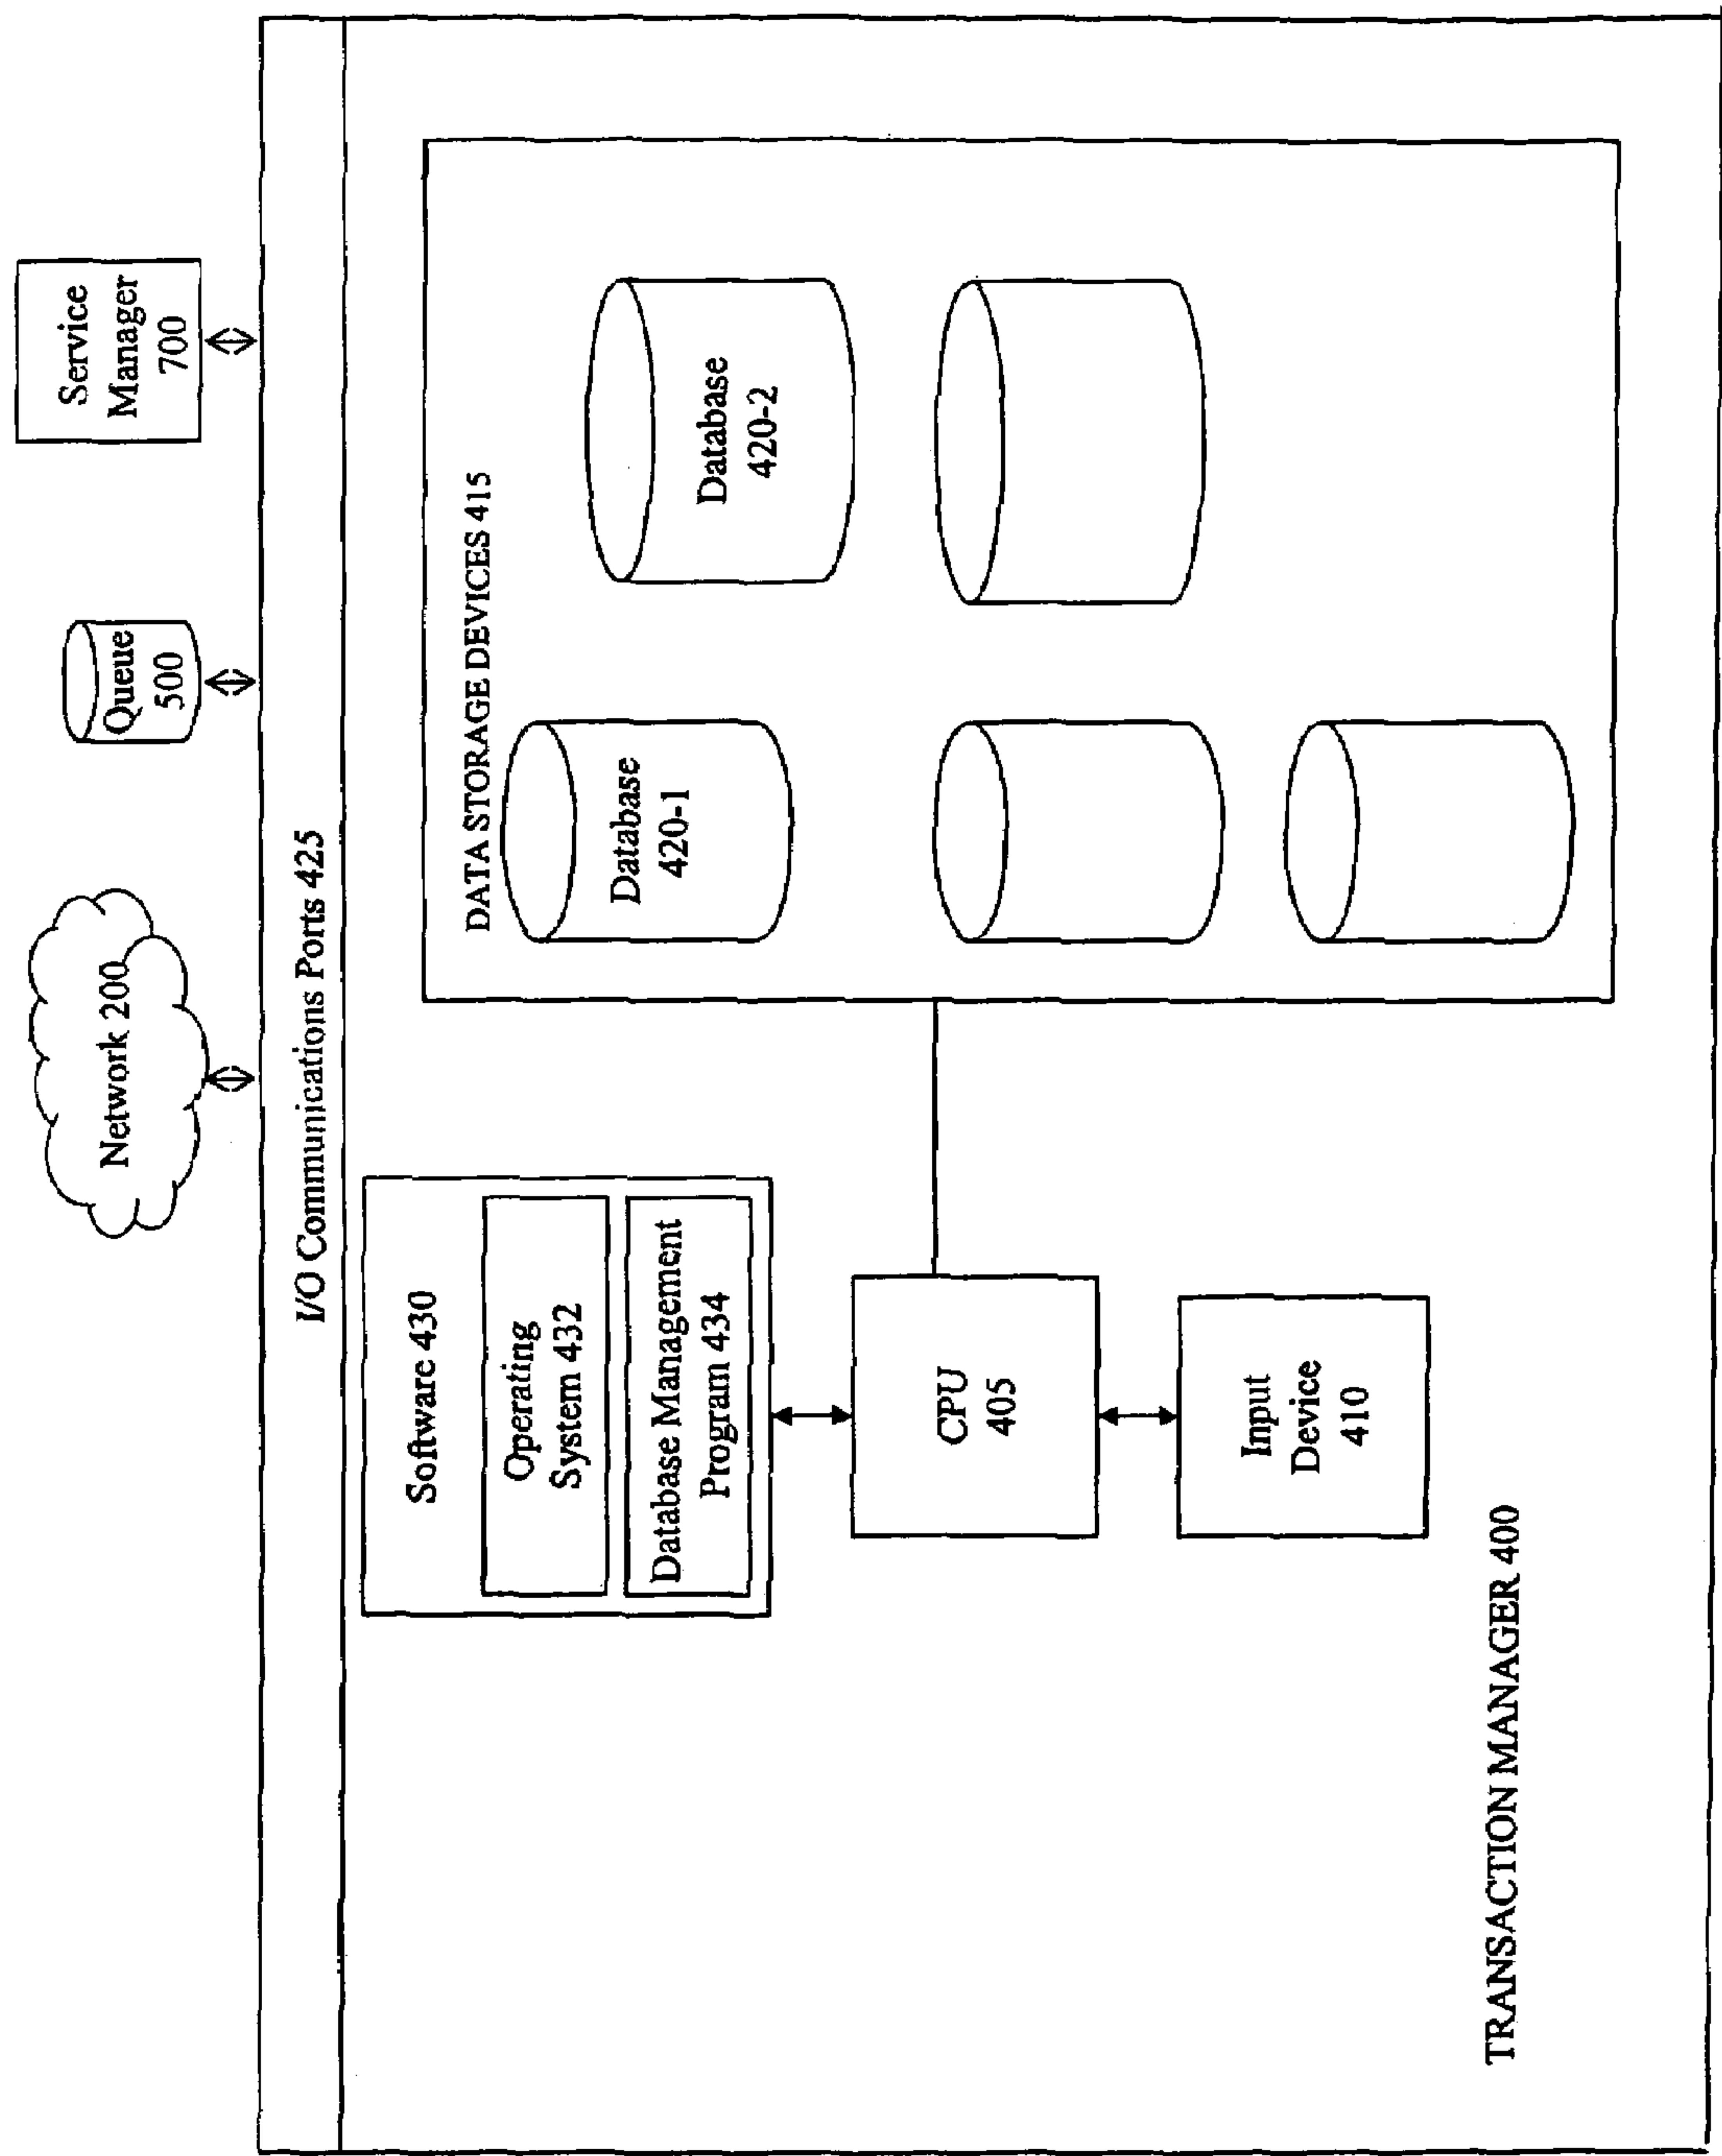 Network 200
Queue
500
Service
Manager
700
I/O Communications Ports 425
Software 430
Operating
System 432
Database Management
Program 434
CPU
405
Input
Device
410
DATA STORAGE DEVICES 415
Database
420-1
Database
420-2
TRANSACTION MANAGER 400